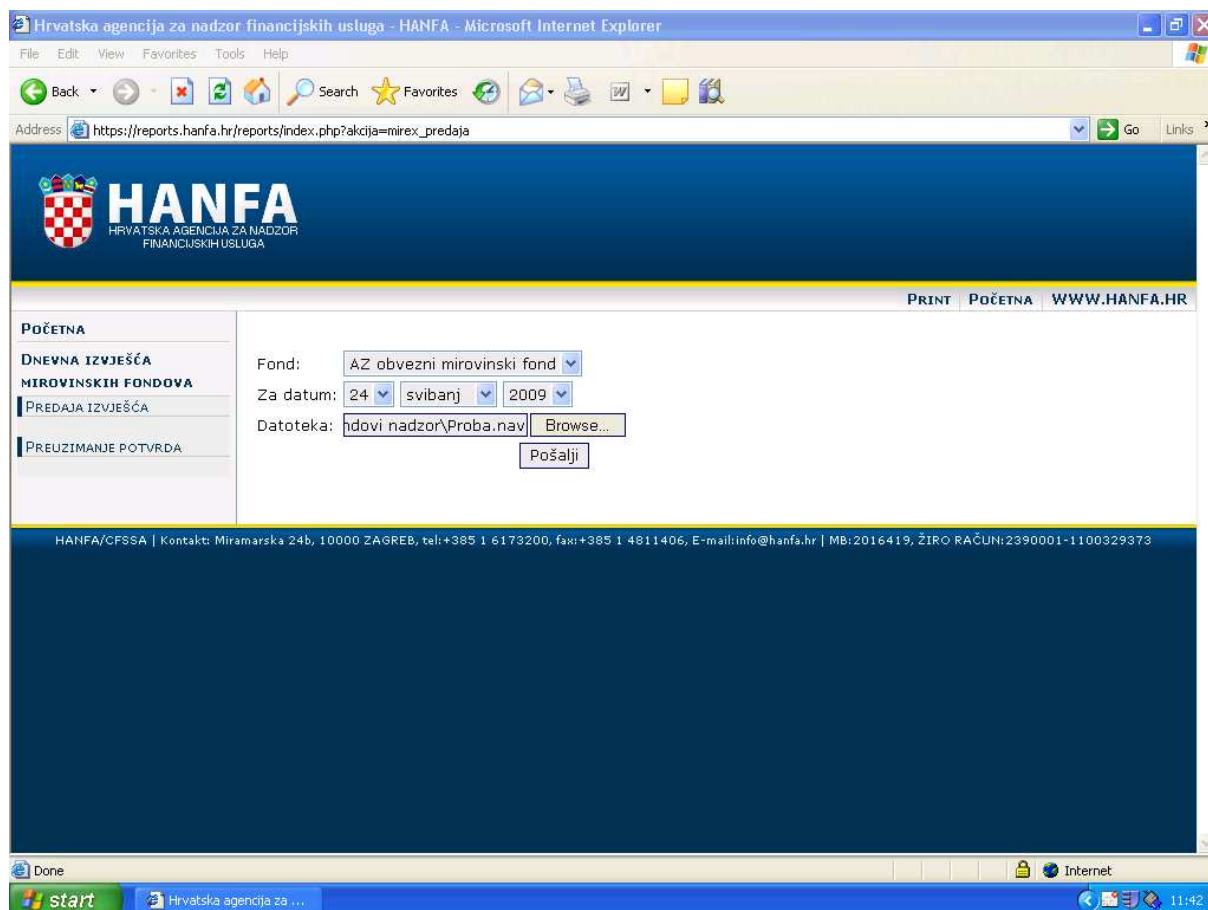 Hrvatska agencija za nadzor financijskih usluga - HANFA - Microsoft Internet Explorer
File Edit View Favorites Tools Help
Back Search Favorites
Address https://reports.hanfa.hr/reports/index.php?akcija=mirex_predaja Go Links
HANFA
HRVATSKA AGENCIJA ZA NADZOR
FINANCIJSKIH USLUGA
PRINT POČETNA WWW.HANFA.HR
POČETNA
DNEVNA IZVJEŠĆA
MIROVINSKIH FONDOVA
PREDAJA IZVJEŠĆA
PREUZIMANJE POTVRDA
Fond: AZ obvezni mirovinski fond
Za datum: 24 svibanj 2009
Datoteka: ndovi nadzor\Proba.nav Browse...
Pošalji
HANFA/CFSSA | Kontakt: Miramarska 24b, 10000 ZAGREB, tel:+385 1 6173200, fax:+385 1 4811406, E-mail:info@hanfa.hr | MB:2016419, ŽIRO RAČUN:2390001-1100329373
Done Internet
start Hrvatska agencija za ... 11:42